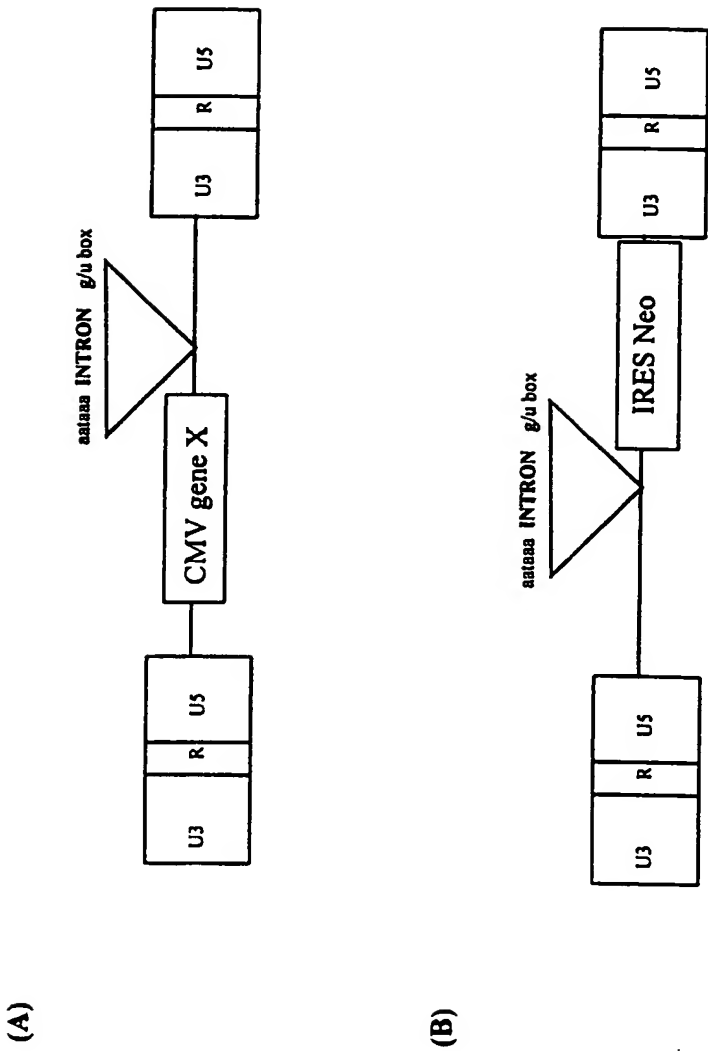 (A)
aataaa INTRON g/u box
U3 R U5
CMV gene X
U3 R U5
(B)
aataaa INTRON g/u box
U3 R U5
IRES Neo
U3 R U5